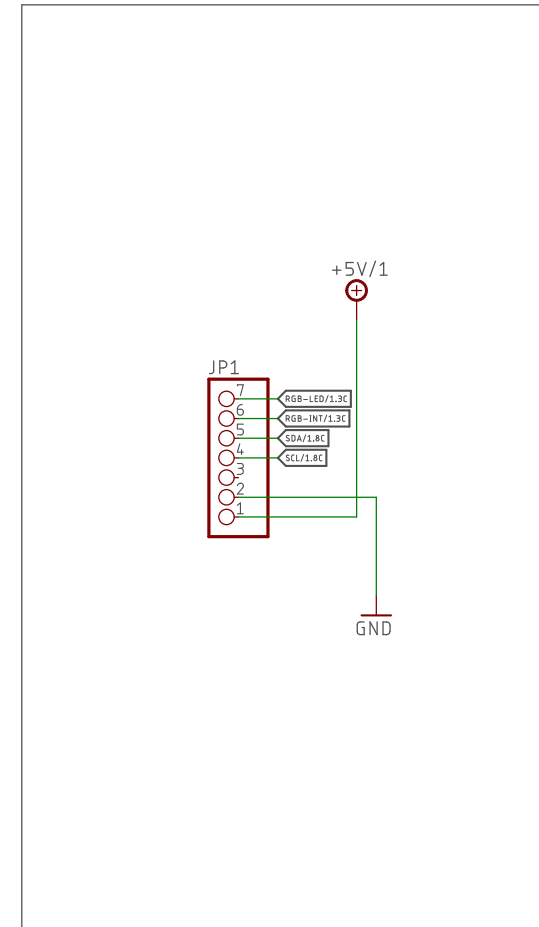 +5V/1
JP1
7
RGB-LED/1.3C
6
RGB-INT/1.3C
5
SDA/1.8C
4
SCL/1.8C
3
2
1
GND